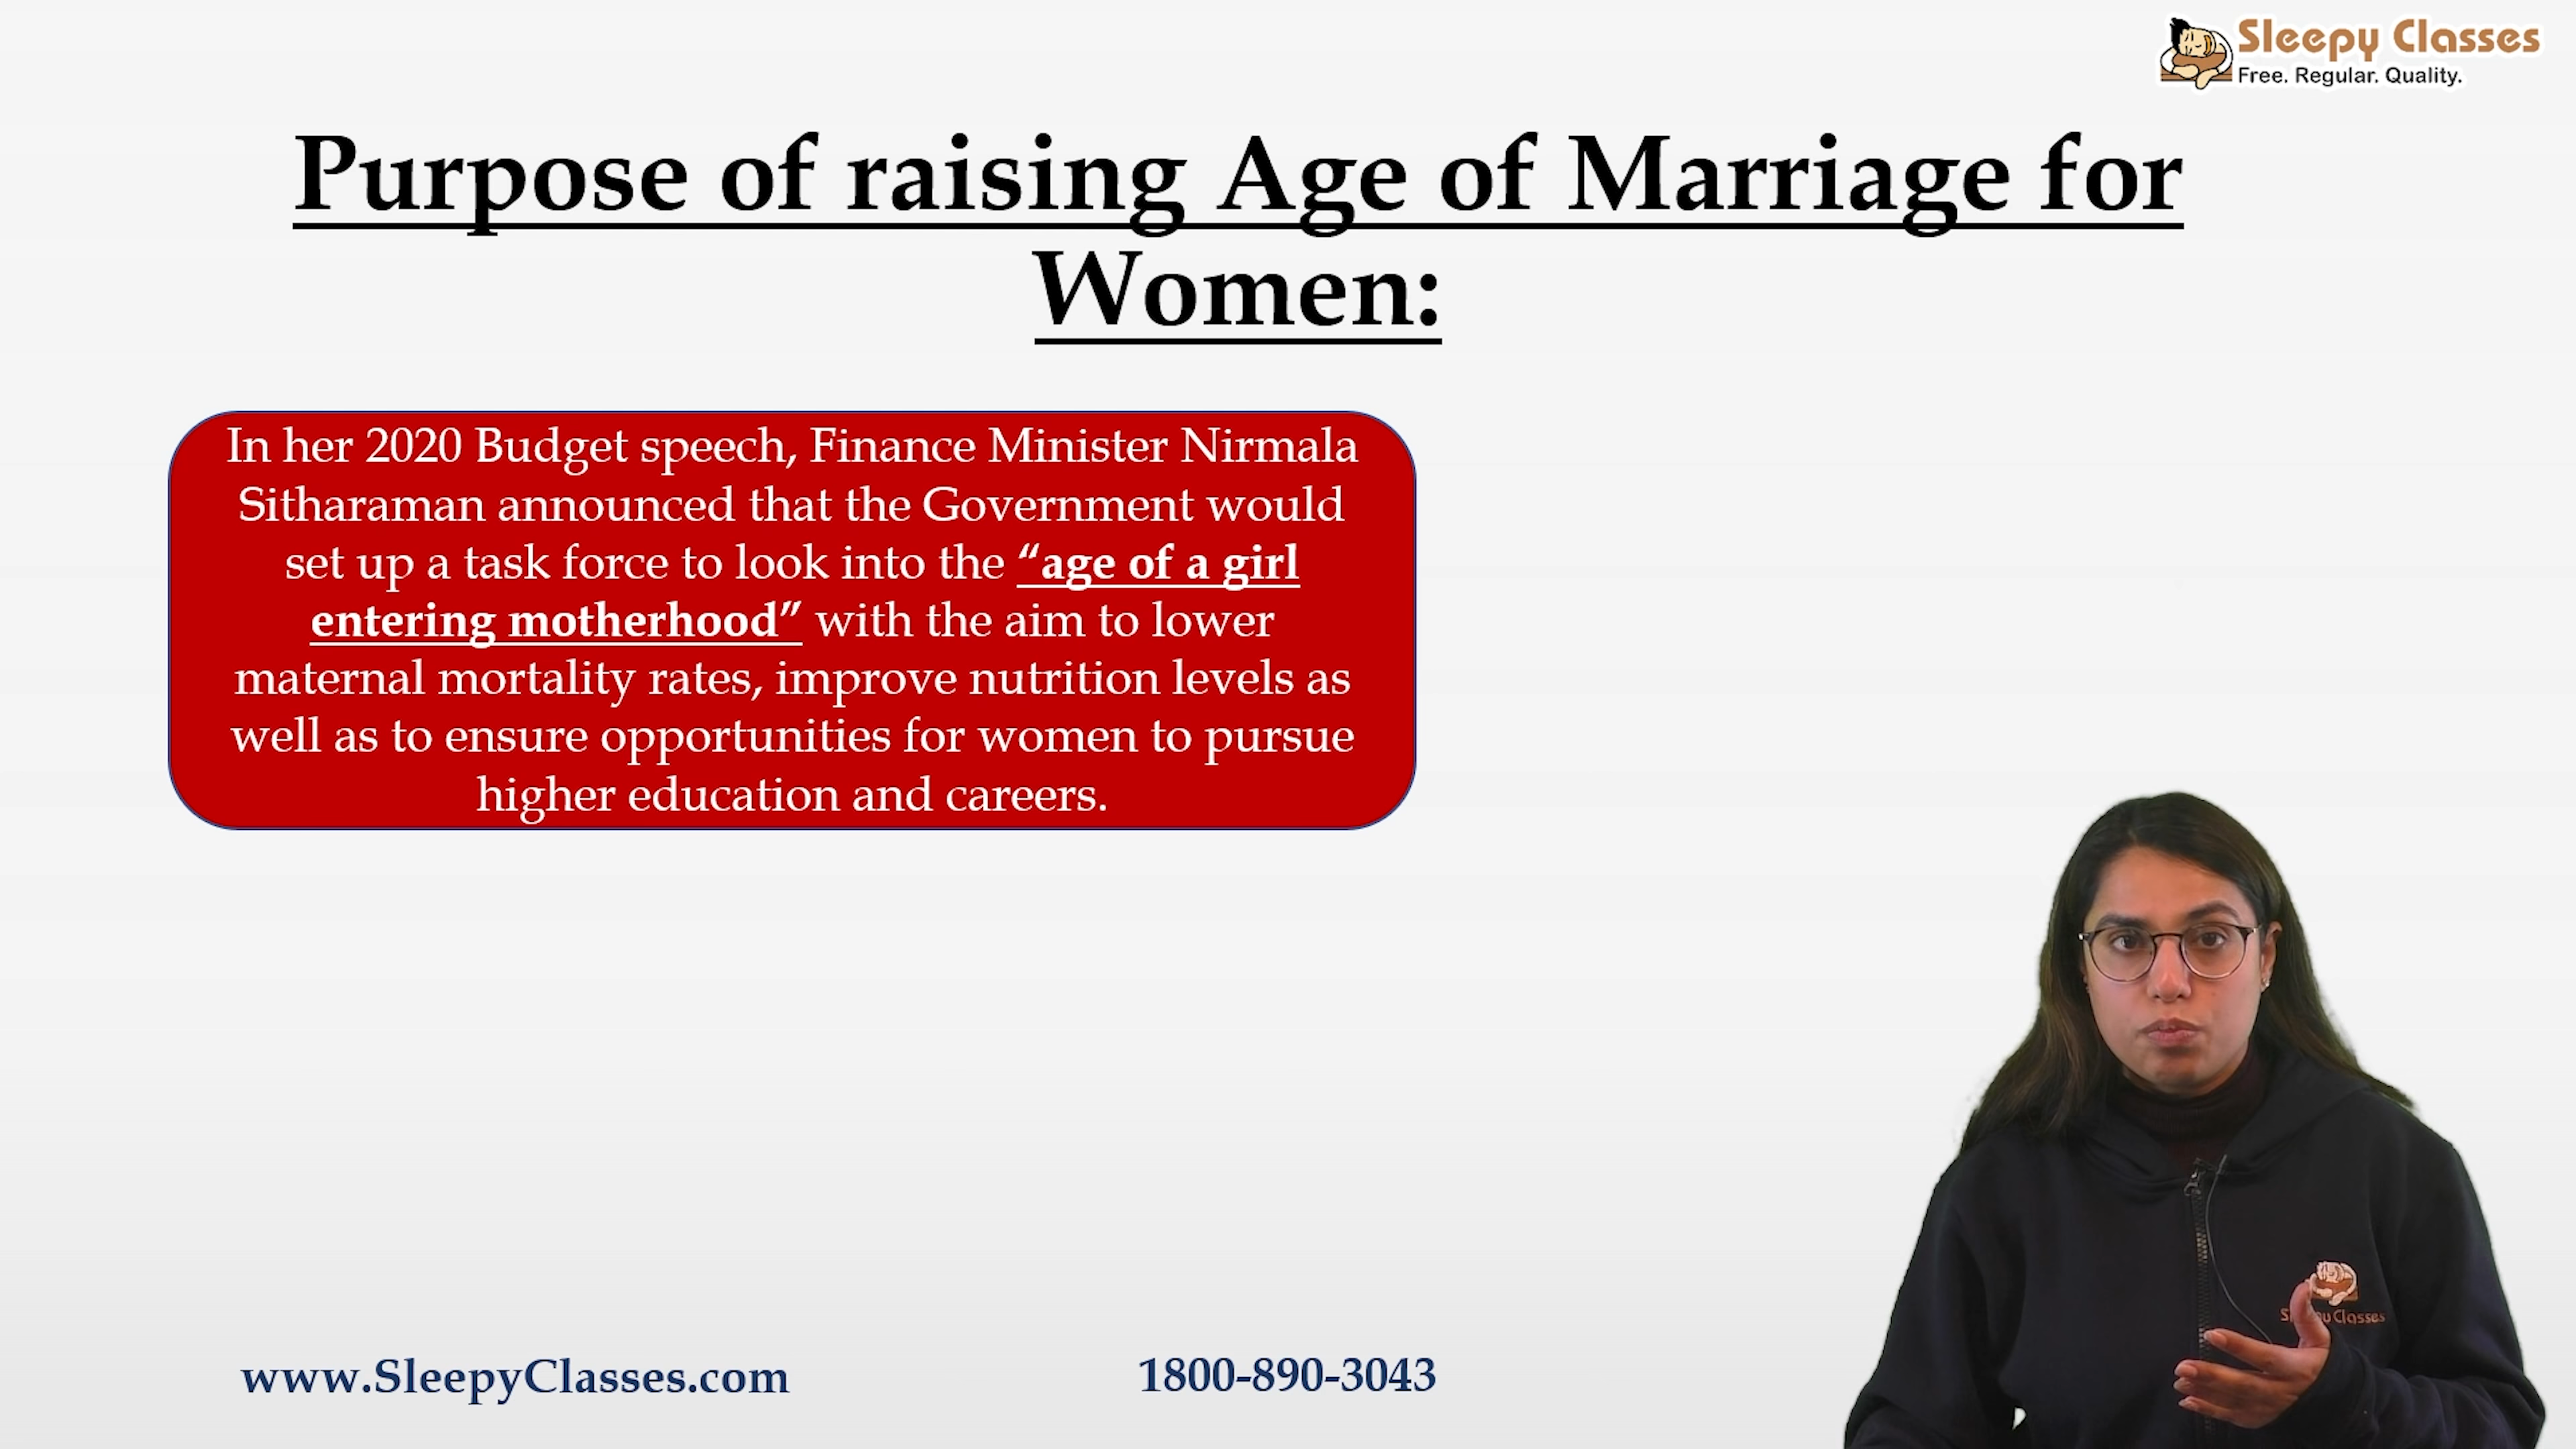 Sleepy Classes
Free. Regular. Quality.
Purpose of raising Age of Marriage for
Women:
In her 2020 Budget speech, Finance Minister Nirmala
Sitharaman announced that the Government would
set up a task force to look into the “age of a girl
entering motherhood” with the aim to lower
maternal mortality rates, improve nutrition levels as
well as to ensure opportunities for women to pursue
higher education and careers.
Classes
www.SleepyClasses.com
1800-890-3043